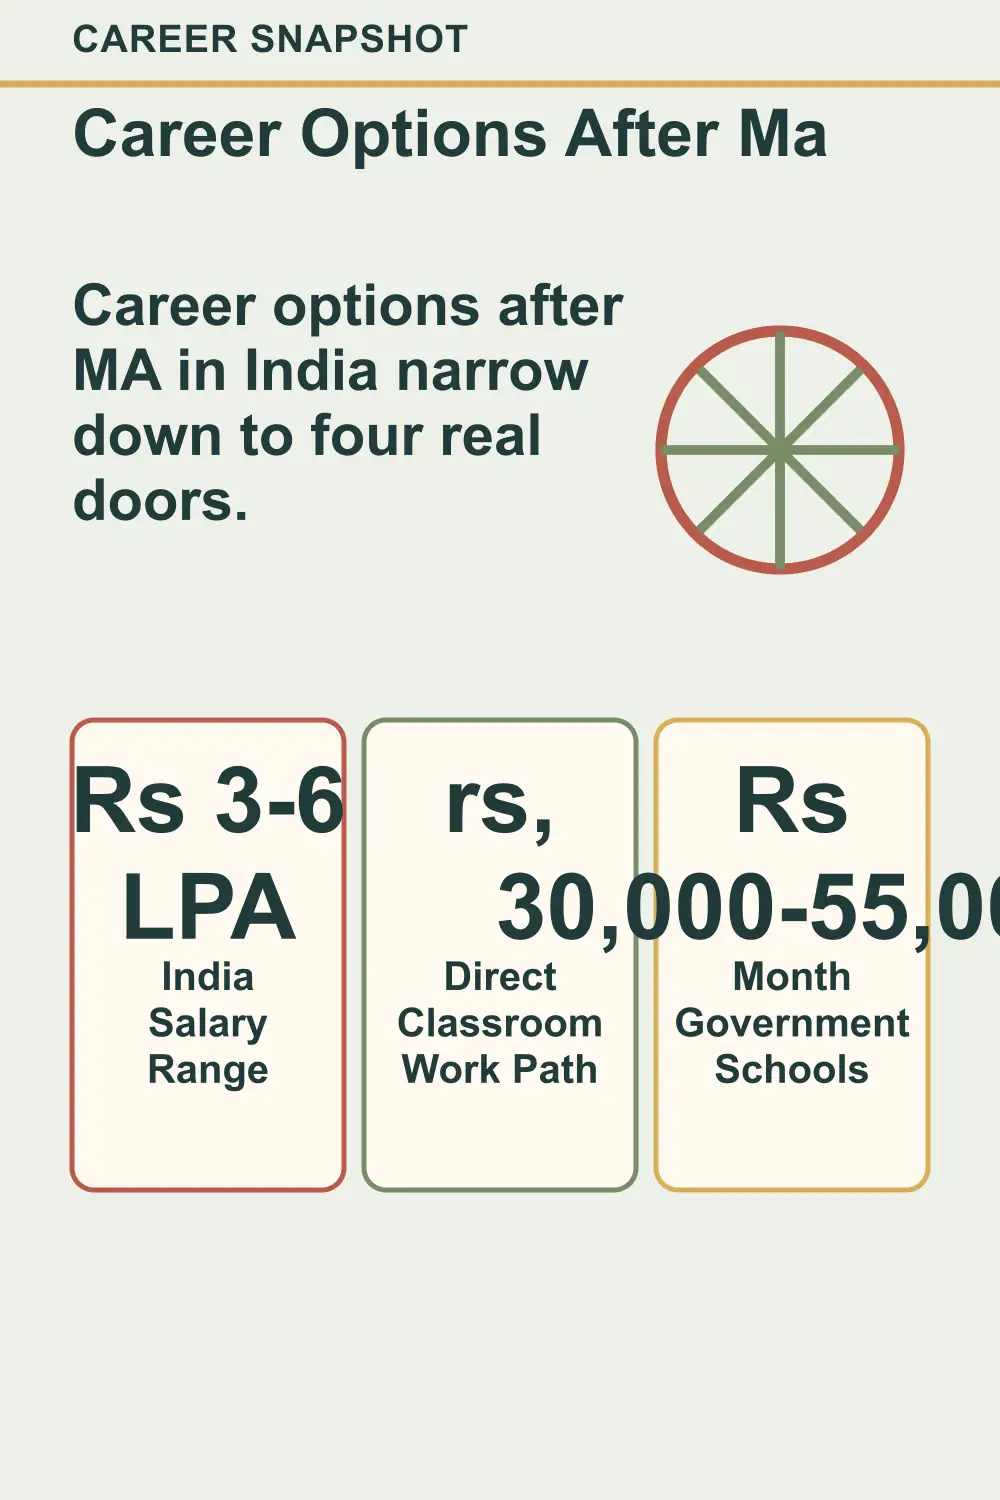 CAREER SNAPSHOT
Career Options After Ma
Career options after
MA in India narrow
down to four real
doors.
Rs 3-6
LPA
India
Salary
Range
rs,
Direct
Classroom
Work Path
Rs
30,000-55,00
Month
Government
Schools